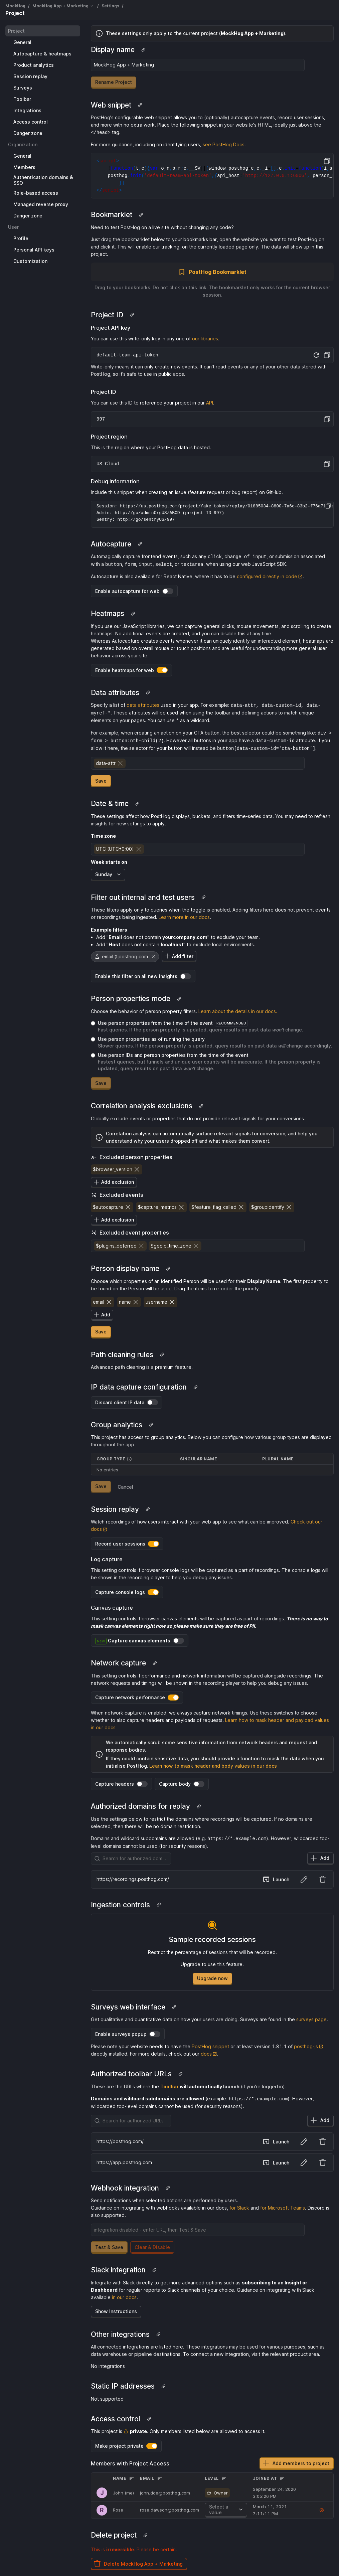 MockHog / MockHog App + Marketing / Settings /
Project
Project
General
Autocapture & heatmaps
Product analytics
Session replay
Surveys
Toolbar
Integrations
Access control
Danger zone
Organization
General
Members
Authentication domains &
SSO
Role-based access
Managed reverse proxy
Danger zone
User
Profile
Personal API keys
Customization
These settings only apply to the current project (MockHog App + Marketing).
Display name
MockHog App + Marketing
Rename Project
Web snippet
PostHog's configurable web snippet allows you to (optionally) autocapture events, record user sessions,
and more with no extra work. Place the following snippet in your website's HTML, ideally just above the
</head> tag.
For more guidance, including on identifying users, see PostHog Docs.
Bookmarklet
Need to test PostHog on a live site without changing any code?
Just drag the bookmarklet below to your bookmarks bar, open the website you want to test PostHog on
and click it. This will enable our tracking, on the currently loaded page only. The data will show up in this
project.
PostHog Bookmarklet
Drag to your bookmarks. Do not click on this link. The bookmarklet only works for the current browser
session.
Project ID
Project API key
You can use this write-only key in any one of our libraries.
default-team-api-token
Write-only means it can only create new events. It can't read events or any of your other data stored with
PostHog, so it's safe to use in public apps.
Project ID
You can use this ID to reference your project in our API.
997
Project region
This is the region where your PostHog data is hosted.
US Cloud
Debug information
Include this snippet when creating an issue (feature request or bug report) on GitHub.
Admin: http://go/adminOrgUS/ABCD (project ID 997)
Sentry: http://go/sentryUS/997
Autocapture
Automagically capture frontend events, such as any click, change of input, or submission associated
with a button, form, input, select, or textarea, when using our web JavaScript SDK.
Autocapture is also available for React Native, where it has to be configured directly in code.
Enable autocapture for web
Heatmaps
If you use our JavaScript libraries, we can capture general clicks, mouse movements, and scrolling to create
heatmaps. No additional events are created, and you can disable this at any time.
Whereas Autocapture creates events whenever it can uniquely identify an interacted element, heatmaps are
generated based on overall mouse or touch positions and are useful for understanding more general user
behavior across your site.
Enable heatmaps for web
Data attributes
Specify a list of data attributes used in your app. For example: data-attr, data-custom-id, data-
myref-*. These attributes will be used when using the toolbar and defining actions to match unique
elements on your pages. You can use * as a wildcard.
For example, when creating an action on your CTA button, the best selector could be something like: div >
form > button:nth-child(2). However all buttons in your app have a data-custom-id attribute. If you
allow it here, the selector for your button will instead be button[data-custom-id='cta-button'].
data-attr
Save
Date & time
These settings affect how PostHog displays, buckets, and filters time-series data. You may need to refresh
insights for new settings to apply.
Time zone
UTC (UTC±0:00)
Week starts on
Sunday
Filter out internal and test users
These filters apply only to queries when the toggle is enabled. Adding filters here does not prevent events
or recordings being ingested. Learn more in our docs.
Example filters
• Add "Email does not contain yourcompany.com" to exclude your team.
• Add "Host does not contain localhost" to exclude local environments.
email ∌ posthog.com
Add filter
Enable this filter on all new insights
Person properties mode
Choose the behavior of person property filters. Learn about the details in our docs.
Use person properties from the time of the event RECOMMENDED
Fast queries. If the person property is updated, query results on past data won't change.
Use person properties as of running the query
Slower queries. If the person property is updated, query results on past data will change accordingly.
Use person IDs and person properties from the time of the event
Fastest queries, but funnels and unique user counts will be inaccurate. If the person property is
updated, query results on past data won't change.
Save
Correlation analysis exclusions
Globally exclude events or properties that do not provide relevant signals for your conversions.
Correlation analysis can automatically surface relevant signals for conversion, and help you
understand why your users dropped off and what makes them convert.
Excluded person properties
$browser_version
Add exclusion
Excluded events
$autocapture $capture_metrics $feature_flag_called $groupidentify
Add exclusion
Excluded event properties
$plugins_deferred $geoip_time_zone
Person display name
Choose which properties of an identified Person will be used for their Display Name. The first property to
be found on the Person will be used. Drag the items to re-order the priority.
email name username
Add
Save
Path cleaning rules
Advanced path cleaning is a premium feature.
IP data capture configuration
Discard client IP data
Group analytics
This project has access to group analytics. Below you can configure how various group types are displayed
throughout the app.
GROUP TYPE SINGULAR NAME PLURAL NAME
No entries
Save Cancel
Session replay
Watch recordings of how users interact with your web app to see what can be improved. Check out our
docs
Record user sessions
Log capture
This setting controls if browser console logs will be captured as a part of recordings. The console logs will
be shown in the recording player to help you debug any issues.
Capture console logs
Canvas capture
This setting controls if browser canvas elements will be captured as part of recordings. There is no way to
mask canvas elements right now so please make sure they are free of PII.
Capture canvas elements
Network capture
This setting controls if performance and network information will be captured alongside recordings. The
network requests and timings will be shown in the recording player to help you debug any issues.
Capture network performance
When network capture is enabled, we always capture network timings. Use these switches to choose
whether to also capture headers and payloads of requests. Learn how to mask header and payload values
in our docs
We automatically scrub some sensitive information from network headers and request and
response bodies.
If they could contain sensitive data, you should provide a function to mask the data when you
initialise PostHog. Learn how to mask header and body values in our docs
Capture headers Capture body
Authorized domains for replay
Use the settings below to restrict the domains where recordings will be captured. If no domains are
selected, then there will be no domain restriction.
Domains and wildcard subdomains are allowed (e.g. https://*.example.com). However, wildcarded top-
level domains cannot be used (for security reasons).
Search for authorized dom...
Add
https://recordings.posthog.com/ Launch
Ingestion controls
Sample recorded sessions
Restrict the percentage of sessions that will be recorded.
Upgrade to use this feature.
Upgrade now
Surveys web interface
Get qualitative and quantitative data on how your users are doing. Surveys are found in the surveys page.
Enable surveys popup
Please note your website needs to have the PostHog snippet or at least version 1.81.1 of posthog-js
directly installed. For more details, check out our docs.
Authorized toolbar URLs
These are the URLs where the Toolbar will automatically launch (if you're logged in).
Domains and wildcard subdomains are allowed (example: https://*.example.com). However,
wildcarded top-level domains cannot be used (for security reasons).
Search for authorized URLs
Add
https://posthog.com/ Launch
https://app.posthog.com Launch
Webhook integration
Send notifications when selected actions are performed by users.
Guidance on integrating with webhooks available in our docs, for Slack and for Microsoft Teams. Discord is
also supported.
integration disabled - enter URL, then Test & Save
Test & Save Clear & Disable
Slack integration
Integrate with Slack directly to get more advanced options such as subscribing to an Insight or
Dashboard for regular reports to Slack channels of your choice. Guidance on integrating with Slack
available in our docs.
Show Instructions
Other integrations
All connected integrations are listed here. These integrations may be used for various purposes, such as
data warehouse or pipeline destinations. To connect a new integration, visit the relevant product area.
No integrations
Static IP addresses
Not supported
Access control
This project is private. Only members listed below are allowed to access it.
Make project private
Members with Project Access
Add members to project
NAME EMAIL LEVEL JOINED AT
J John (me) john.doe@posthog.com Owner September 24, 2020
3:05:26 PM
R Rose rose.dawson@posthog.com Select a
value March 11, 2021
7:11:11 PM
Delete project
This is irreversible. Please be certain.
Delete MockHog App + Marketing